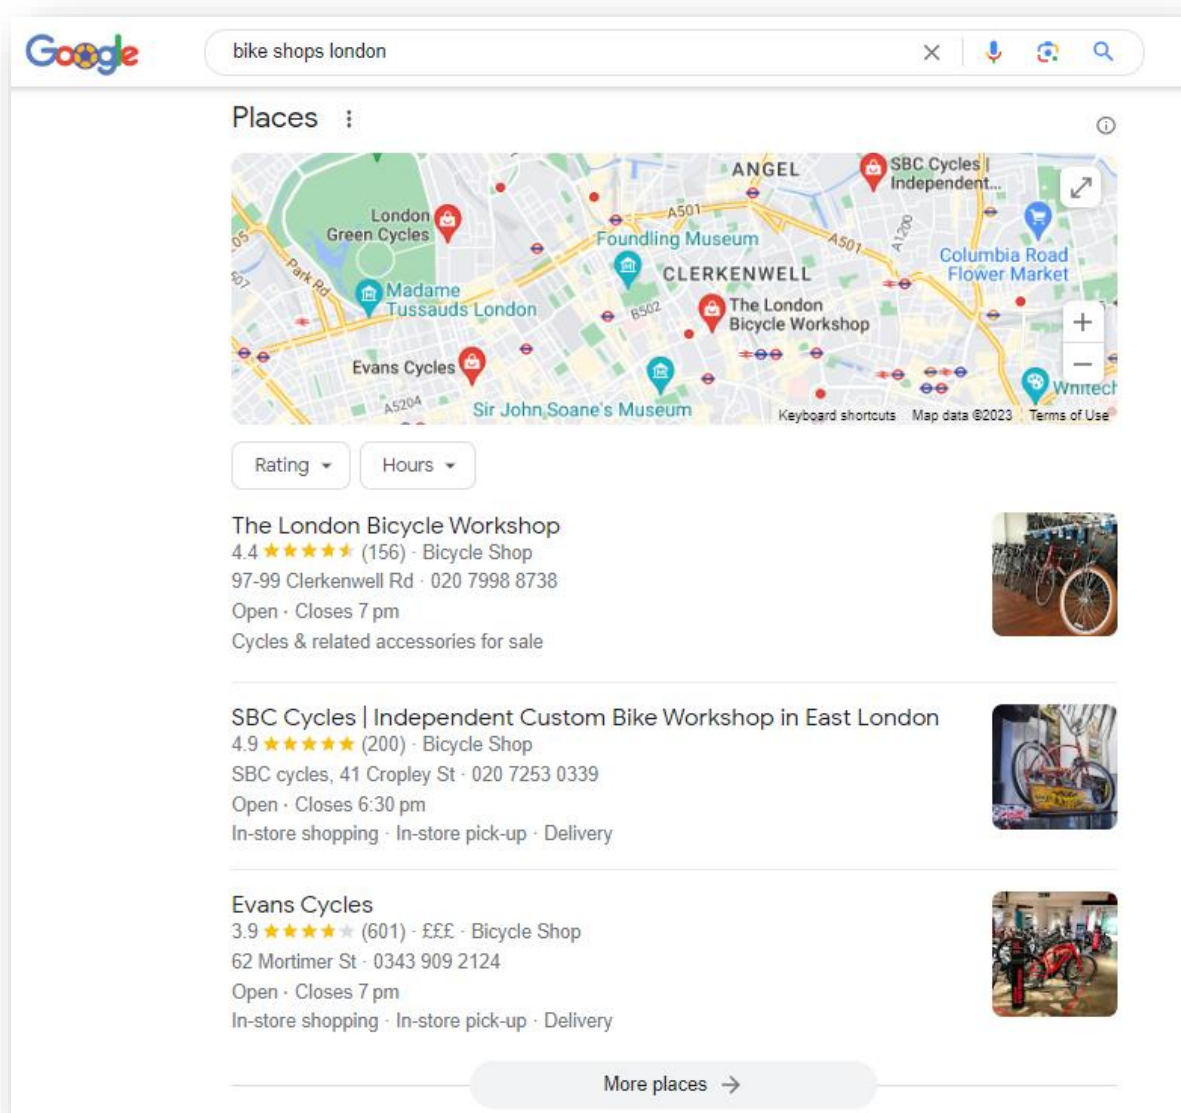 Google
bike shops london
Places
ANGEL
SBC Cycles |
Independent...
London
Green Cycles
A501
Foundling Museum
A501
A1200
Columbia Road
Flower Market
CLERKENWELL
Park Rd
Madame
Tussauds London
B502
The London
Bicycle Workshop
Evans Cycles
A5204
Sir John Soane's Museum
Whitech
Keyboard shortcuts Map data ©2023 Terms of Use
Rating Hours
The London Bicycle Workshop
4.4 (156) · Bicycle Shop
97-99 Clerkenwell Rd · 020 7998 8738
Open · Closes 7 pm
Cycles & related accessories for sale
SBC Cycles | Independent Custom Bike Workshop in East London
4.9 (200) · Bicycle Shop
SBC cycles, 41 Cropley St · 020 7253 0339
Open · Closes 6:30 pm
In-store shopping · In-store pick-up · Delivery
Evans Cycles
3.9 (601) · £££ · Bicycle Shop
62 Mortimer St · 0343 909 2124
Open · Closes 7 pm
In-store shopping · In-store pick-up · Delivery
More places →